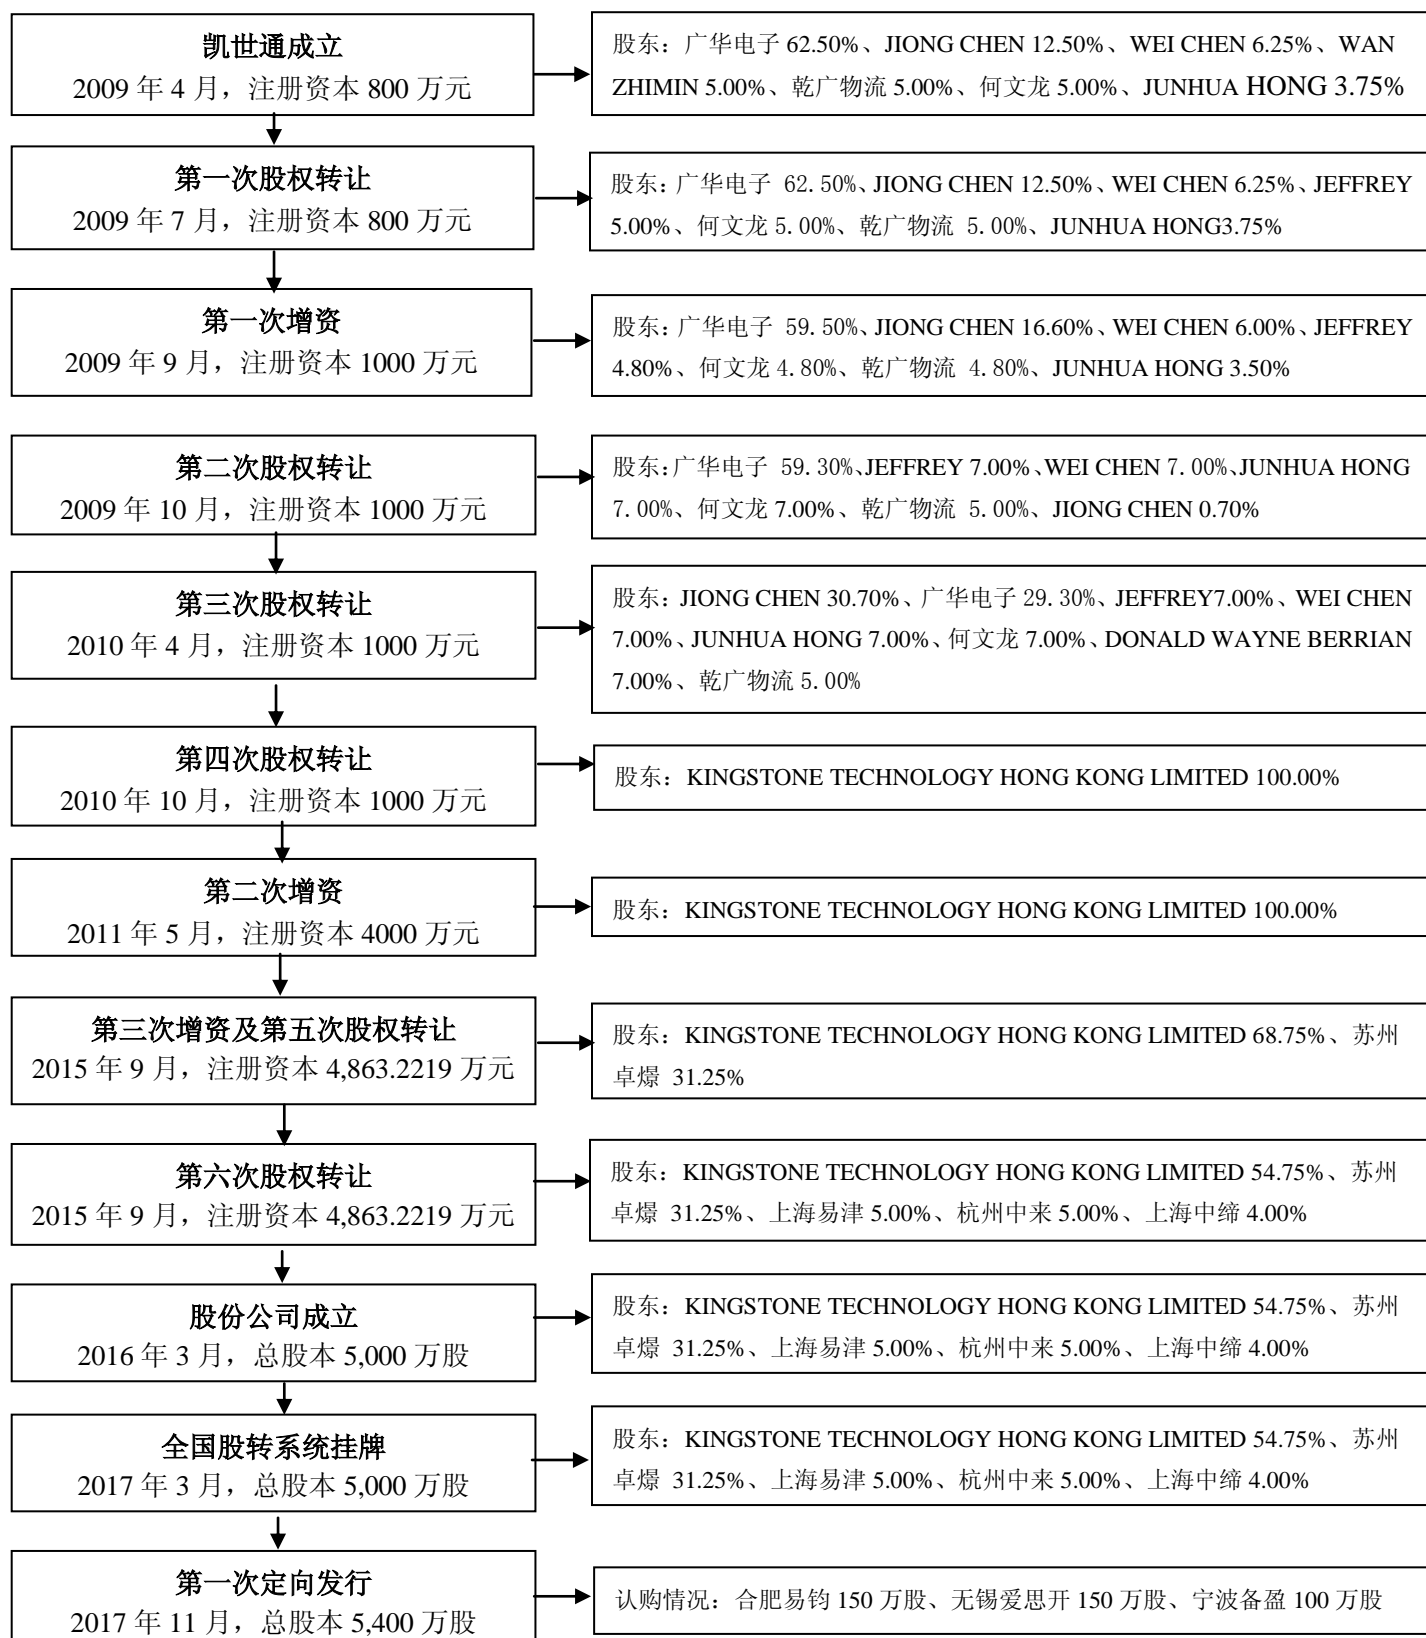 凯世通成立
2009 年 4 月，注册资本 800 万元
股东：广华电子 62.50%、JIONG CHEN 12.50%、WEI CHEN 6.25%、WAN
ZHIMIN 5.00%、乾广物流 5.00%、何文龙 5.00%、JUNHUA HONG 3.75%
第一次股权转让
2009 年 7 月，注册资本 800 万元
股东：广华电子 62.50%、JIONG CHEN 12.50%、WEI CHEN 6.25%、JEFFREY
5.00%、何文龙 5.00%、乾广物流 5.00%、JUNHUA HONG3.75%
第一次增资
2009 年 9 月，注册资本 1000 万元
股东：广华电子 59.50%、JIONG CHEN 16.60%、WEI CHEN 6.00%、JEFFREY
4.80%、何文龙 4.80%、乾广物流 4.80%、JUNHUA HONG 3.50%
第二次股权转让
2009 年 10 月，注册资本 1000 万元
股东：广华电子 59.30%、JEFFREY 7.00%、WEI CHEN 7.00%、JUNHUA HONG
7.00%、何文龙 7.00%、乾广物流 5.00%、JIONG CHEN 0.70%
第三次股权转让
2010 年 4 月，注册资本 1000 万元
股东：JIONG CHEN 30.70%、广华电子 29.30%、JEFFREY7.00%、WEI CHEN
7.00%、JUNHUA HONG 7.00%、何文龙 7.00%、DONALD WAYNE BERRIAN
7.00%、乾广物流 5.00%
第四次股权转让
2010 年 10 月，注册资本 1000 万元
股东：KINGSTONE TECHNOLOGY HONG KONG LIMITED 100.00%
第二次增资
2011 年 5 月，注册资本 4000 万元
股东：KINGSTONE TECHNOLOGY HONG KONG LIMITED 100.00%
第三次增资及第五次股权转让
2015 年 9 月，注册资本 4,863.2219 万元
股东：KINGSTONE TECHNOLOGY HONG KONG LIMITED 68.75%、苏州
卓燝 31.25%
第六次股权转让
2015 年 9 月，注册资本 4,863.2219 万元
股东：KINGSTONE TECHNOLOGY HONG KONG LIMITED 54.75%、苏州
卓燝 31.25%、上海易津 5.00%、杭州中来 5.00%、上海中缔 4.00%
股份公司成立
2016 年 3 月，总股本 5,000 万股
股东：KINGSTONE TECHNOLOGY HONG KONG LIMITED 54.75%、苏州
卓燝 31.25%、上海易津 5.00%、杭州中来 5.00%、上海中缔 4.00%
全国股转系统挂牌
2017 年 3 月，总股本 5,000 万股
股东：KINGSTONE TECHNOLOGY HONG KONG LIMITED 54.75%、苏州
卓燝 31.25%、上海易津 5.00%、杭州中来 5.00%、上海中缔 4.00%
第一次定向发行
2017 年 11 月，总股本 5,400 万股
认购情况：合肥易钧 150 万股、无锡爱思开 150 万股、宁波备盈 100 万股